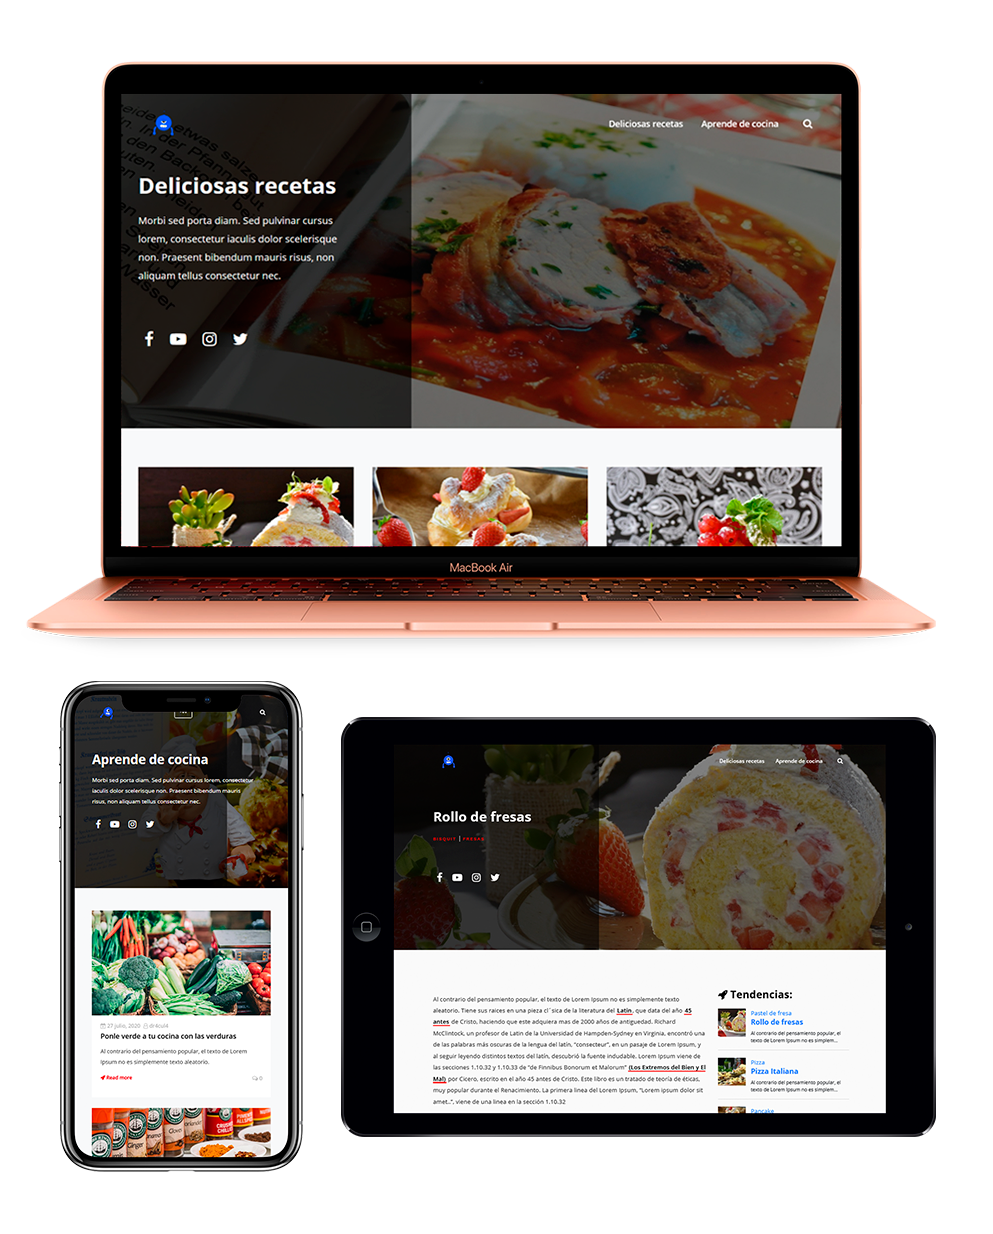 Deliciosas recetas
Aprende de cocina
Deliciosas recetas
Morbi sed porta diam. Sed pulvinar cursus
lorem, consectetur iaculis dolor scelerisque
non. Praesent bibendum mauris risus, non
aliquam tellus consectetur nec.
MacBook Air
Aprende de cocina
Morbi sed porta diam. Sed pulvinar cursus lorem, consectetur
iaculis dolor scelerisque non. Praesent bibendum mauris
risus, non aliquam tellus consectetur nec.
27 julio, 2020
Ponle verde a tu cocina con las verduras
Al contrario del pensamiento popular, el texto de Lorem
Ipsum no es simplemente texto aleatorio.
Read more
0
Ginger
Cloves
CRUSHED
CHILLIES
PIMENTO
ALLSPICE
Deliciosas recetas
Aprende de cocina
Rollo de fresas
BISQUIT | FRESAS
Al contrario del pensamiento popular, el texto de Lorem Ipsum no es simplemente texto
aleatorio. Tiene sus raices en una pieza cl´sica de la literatura del Latin, que data del año 45
antes de Cristo, haciendo que este adquiera mas de 2000 años de antiguedad. Richard
McClintock, un profesor de Latin de la Universidad de Hampden-Sydney en Virginia, encontró una
de las palabras más oscuras de la lengua del latín, "consecteur", en un pasaje de Lorem Ipsum, y
al seguir leyendo distintos textos del latín, descubrió la fuente indudable. Lorem Ipsum viene de
las secciones 1.10.32 y 1.10.33 de "de Finnibus Bonorum et Malorum" (Los Extremos del Bien y El
Mal) por Cicero, escrito en el año 45 antes de Cristo. Este libro es un tratado de teoría de éticas,
muy popular durante el Renacimiento. La primera linea del Lorem Ipsum, "Lorem ipsum dolor sit
amet..", viene de una linea en la sección 1.10.32
Tendencias:
Pastel de fresa
Rollo de fresas
Al contrario del pensamiento popular, el
texto de Lorem Ipsum no es simplem...
Pizza
Pizza Italiana
Al contrario del pensamiento popular, el
texto de Lorem Ipsum no es simplem...
Pancake